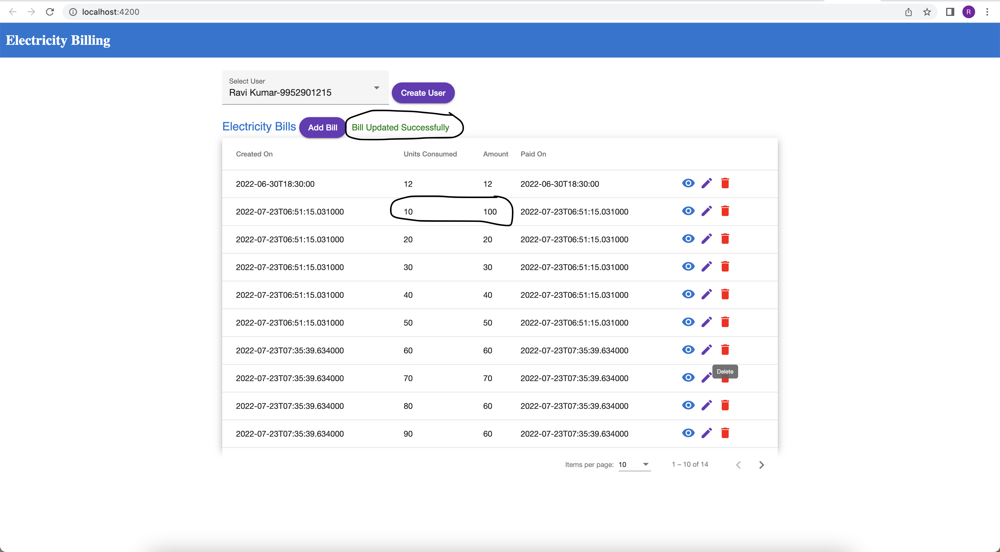 localhost:4200
R
Electricity Billing
Select User
Ravi Kumar-9952901215
Create User
Electricity Bills Add Bill Bill Updated Successfully
Created On Units Consumed Amount Paid On
2022-06-30T18:30:00 12 12 2022-06-30T18:30:00
2022-07-23T06:51:15.031000 10 100 2022-07-23T06:51:15.031000
2022-07-23T06:51:15.031000 20 20 2022-07-23T06:51:15.031000
2022-07-23T06:51:15.031000 30 30 2022-07-23T06:51:15.031000
2022-07-23T06:51:15.031000 40 40 2022-07-23T06:51:15.031000
2022-07-23T06:51:15.031000 50 50 2022-07-23T06:51:15.031000
2022-07-23T07:35:39.634000 60 60 2022-07-23T07:35:39.634000
Delete
2022-07-23T07:35:39.634000 70 70 2022-07-23T07:35:39.634000
2022-07-23T07:35:39.634000 80 60 2022-07-23T07:35:39.634000
2022-07-23T07:35:39.634000 90 60 2022-07-23T07:35:39.634000
Items per page: 10 1 – 10 of 14